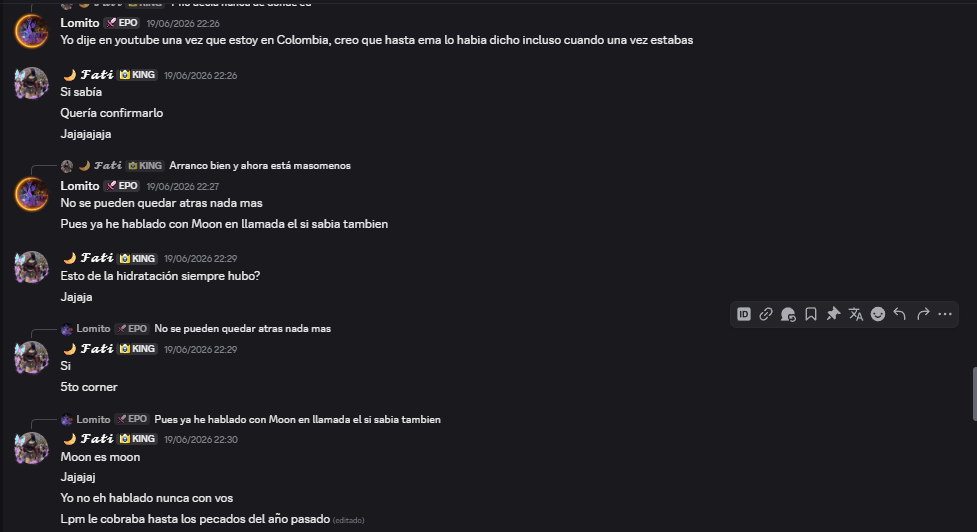 Lomito EPO 19/06/2026 22:26
Yo dije en youtube una vez que estoy en Colombia, creo que hasta ema lo habia dicho incluso cuando una vez estabas
Fati KING 19/06/2026 22:26
Si sabía
Quería confirmarlo
Jajajajaja
Fati KING Arranco bien y ahora está masomenos
Lomito EPO 19/06/2026 22:27
No se pueden quedar atras nada mas
Pues ya he hablado con Moon en llamada el si sabia tambien
Fati KING 19/06/2026 22:29
Esto de la hidratación siempre hubo?
Jajaja
ID
Lomito EPO No se pueden quedar atras nada mas
Fati KING 19/06/2026 22:29
Si
5to corner
Lomito EPO Pues ya he hablado con Moon en llamada el si sabia tambien
Fati KING 19/06/2026 22:30
Moon es moon
Jajajaj
Yo no eh hablado nunca con vos
Lpm le cobraba hasta los pecados del año pasado (editado)